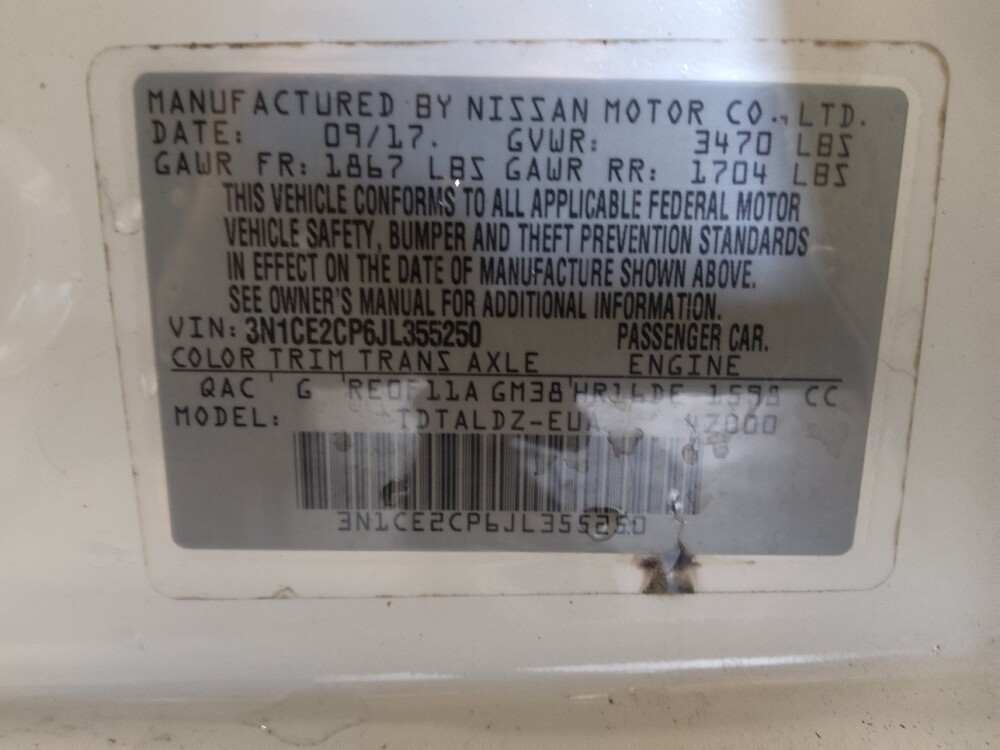 MANUFACTURED BY NISSAN MOTOR CO., LTD.
DATE: 09/17. GVWR: 3470 LBS
GAWR FR: 1867 LBS GAWR RR: 1704 LBS
THIS VEHICLE CONFORMS TO ALL APPLICABLE FEDERAL MOTOR
VEHICLE SAFETY, BUMPER AND THEFT PREVENTION STANDARDS
IN EFFECT ON THE DATE OF MANUFACTURE SHOWN ABOVE.
SEE OWNER'S MANUAL FOR ADDITIONAL INFORMATION.
VIN: 3N1CE2CP6JL355250 PASSENGER CAR.
COLOR TRIM TRANS AXLE ENGINE
QAC G RE0F11A GM38 HR16DE 1598 CC
MODEL: TDTALDZ-EUA
3N1CE2CP6JL355250